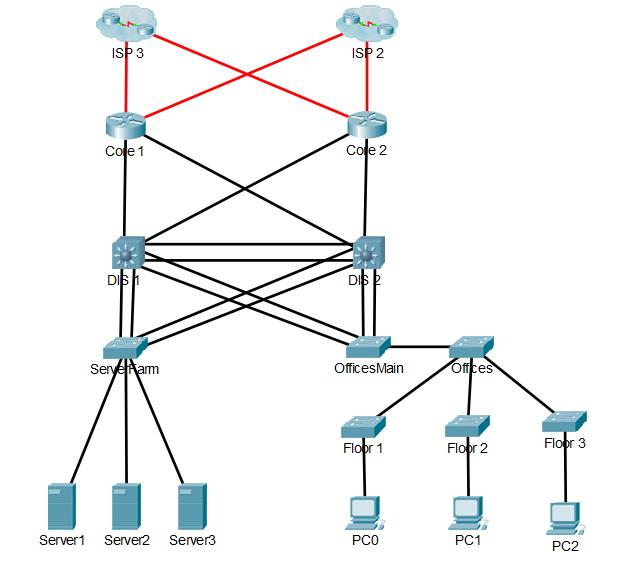 ISP 3
ISP 2
Core 1
Core 2
DIS 1
DIS 2
ServerFarm
OfficesMain
Offices
Floor 1
Floor 2
Floor 3
Server1
Server2
Server3
PC0
PC1
PC2